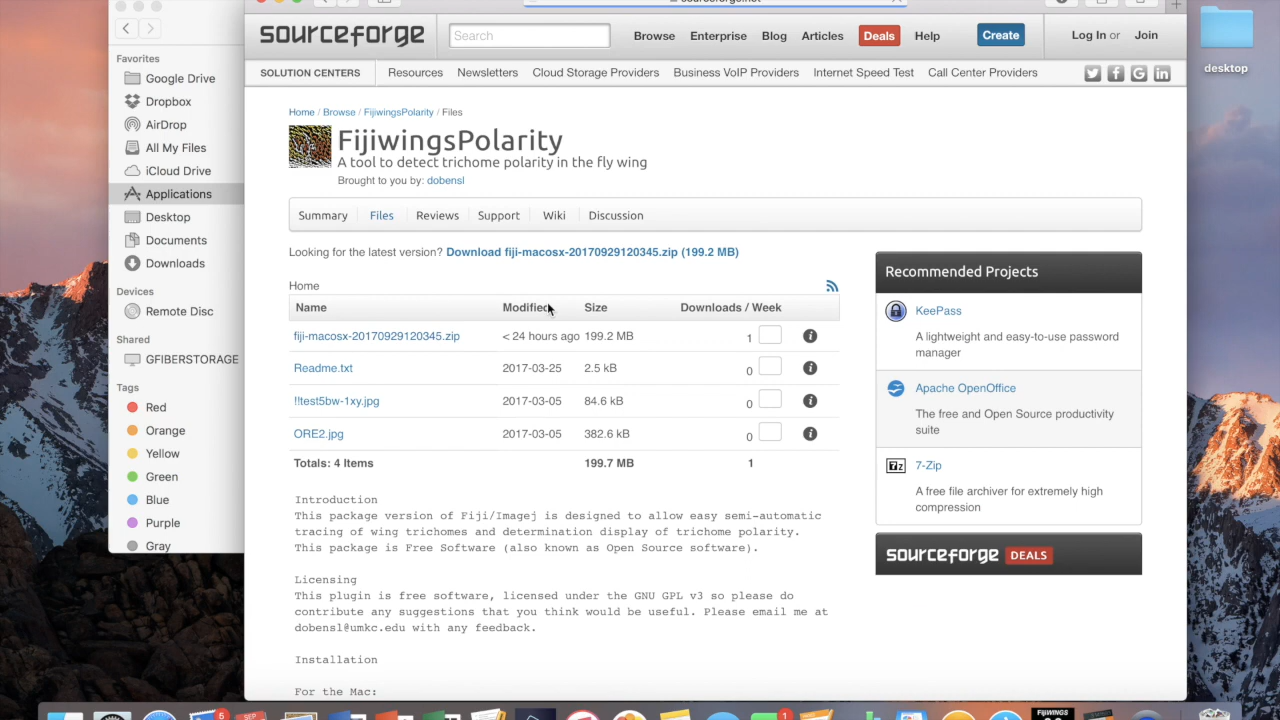 sourceforge
Search
Browse Enterprise Blog Articles Deals Help Create Log In or Join
SOLUTION CENTERS Resources Newsletters Cloud Storage Providers Business VoIP Providers Internet Speed Test Call Center Providers
desktop
Favorites
Google Drive
Dropbox
AirDrop
All My Files
iCloud Drive
Applications
Desktop
Documents
Downloads
Devices
Remote Disc
Shared
GFIBERSTORAGE
Tags
Red
Orange
Yellow
Green
Blue
Purple
Gray
Home / Browse / FijiwingsPolarity / Files
FijiwingsPolarity
A tool to detect trichome polarity in the fly wing
Brought to you by: dobensl
Summary Files Reviews Support Wiki Discussion
Looking for the latest version? Download fiji-macosx-20170929120345.zip (199.2 MB)
Home
Name Modified Size Downloads / Week
fiji-macosx-20170929120345.zip < 24 hours ago 199.2 MB 1
Readme.txt 2017-03-25 2.5 kB 0
!!test5bw-1xy.jpg 2017-03-05 84.6 kB 0
ORE2.jpg 2017-03-05 382.6 kB 0
Totals: 4 Items 199.7 MB 1
Introduction
This package version of Fiji/Imagej is designed to allow easy semi-automatic
tracing of wing trichomes and determination display of trichome polarity.
This package is Free Software (also known as Open Source software).
Licensing
This plugin is free software, licensed under the GNU GPL v3 so please do
contribute any suggestions that you think would be useful. Please email me at
dobensl@umkc.edu with any feedback.
Installation
For the Mac:
Recommended Projects
KeePass
A lightweight and easy-to-use password
manager
Apache OpenOffice
The free and Open Source productivity
suite
7z
7-Zip
A free file archiver for extremely high
compression
sourceforge DEALS
6
SEP
1
FIJIWINGS